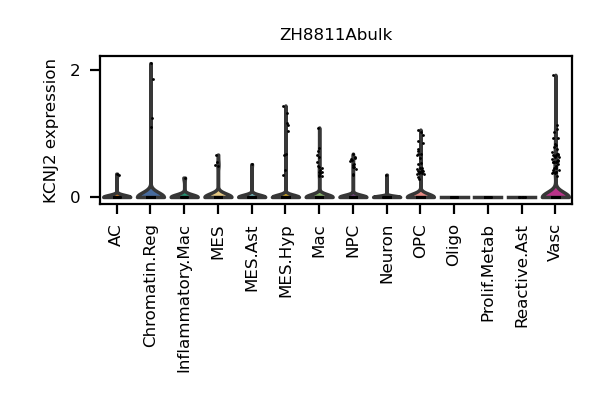 ZH8811Abulk
KCNJ2 expression
2
0
AC
Chromatin.Reg
Inflammatory.Mac
MES
MES.Ast
MES.Hyp
Mac
NPC
Neuron
OPC
Oligo
Prolif.Metab
Reactive.Ast
Vasc